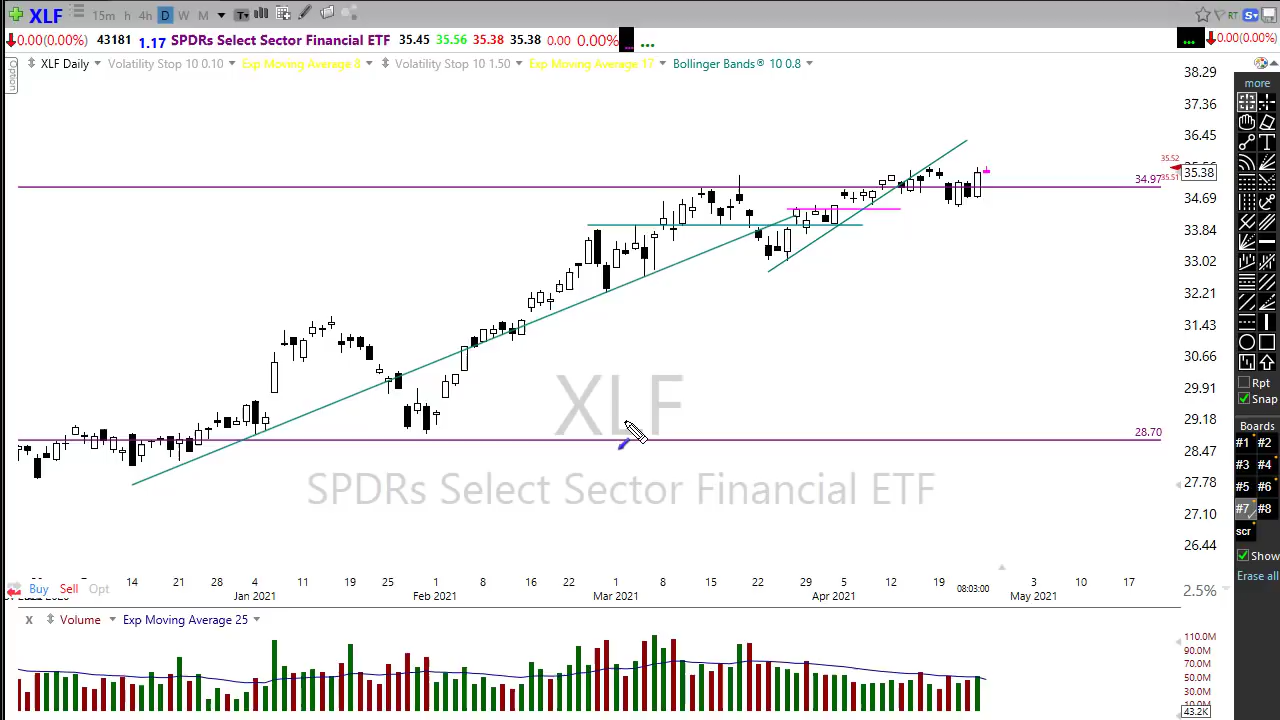 XLF 15m h 4h D W M T RT S
0.00(0.00%) 43181 1.17 SPDRs Select Sector Financial ETF 35.45 35.56 35.38 35.38 0.00 0.00% ... ... 0.00(0.00%)
XLF Daily Volatility Stop 10 0.10 Exp Moving Average 8 Volatility Stop 10 1.50 Exp Moving Average 17 Bollinger Bands® 10 0.8
Option
38.29
37.36
36.45
35.52
35.38
35.51
34.97
34.69
33.84
33.02
32.21
31.43
30.66
29.91
29.18
28.70
28.47
27.78
27.10
26.44
XLF
SPDRs Select Sector Financial ETF
more
T
Rpt
Snap
Boards
#1 #2
#3 #4
#5 #6
#7 #8
scr
Show
Erase all
14 21 28 4 11 19 25 1 8 16 22 1 8 15 22 29 5 12 19 3 10 17
Buy Sell Opt
Jan 2021 Feb 2021 Mar 2021 Apr 2021 08:03:00 May 2021
2.5%
x Volume Exp Moving Average 25
110.0M
90.0M
70.0M
50.0M
30.0M
43.2K